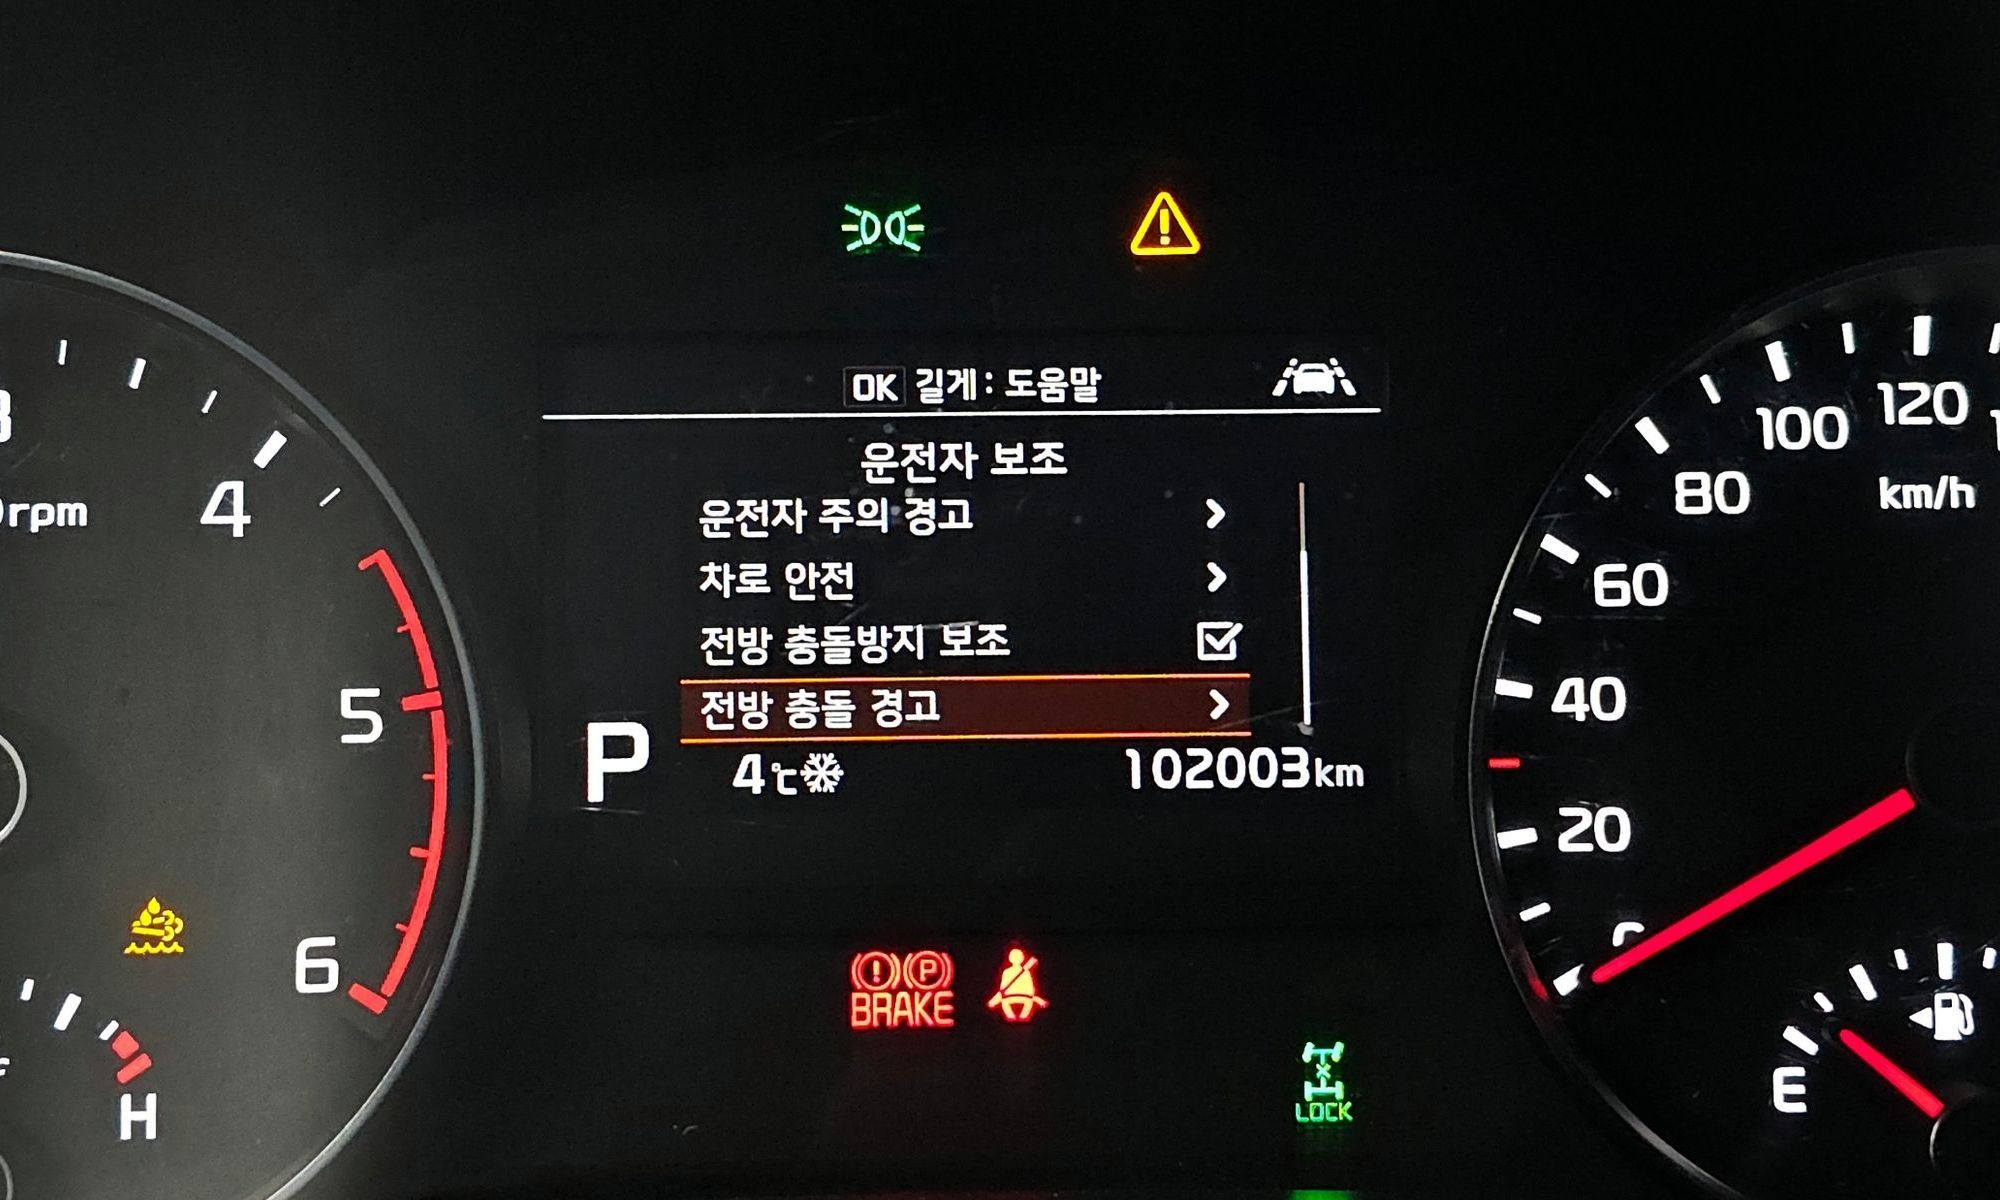 OK 길게 : 도움말
운전자 보조
운전자 주의 경고
차로 안전
전방 충돌방지 보조
전방 충돌 경고
P
4℃
102003km
rpm
4
5
6
H
120
100
80
km/h
60
40
20
E
BRAKE
P
LOCK